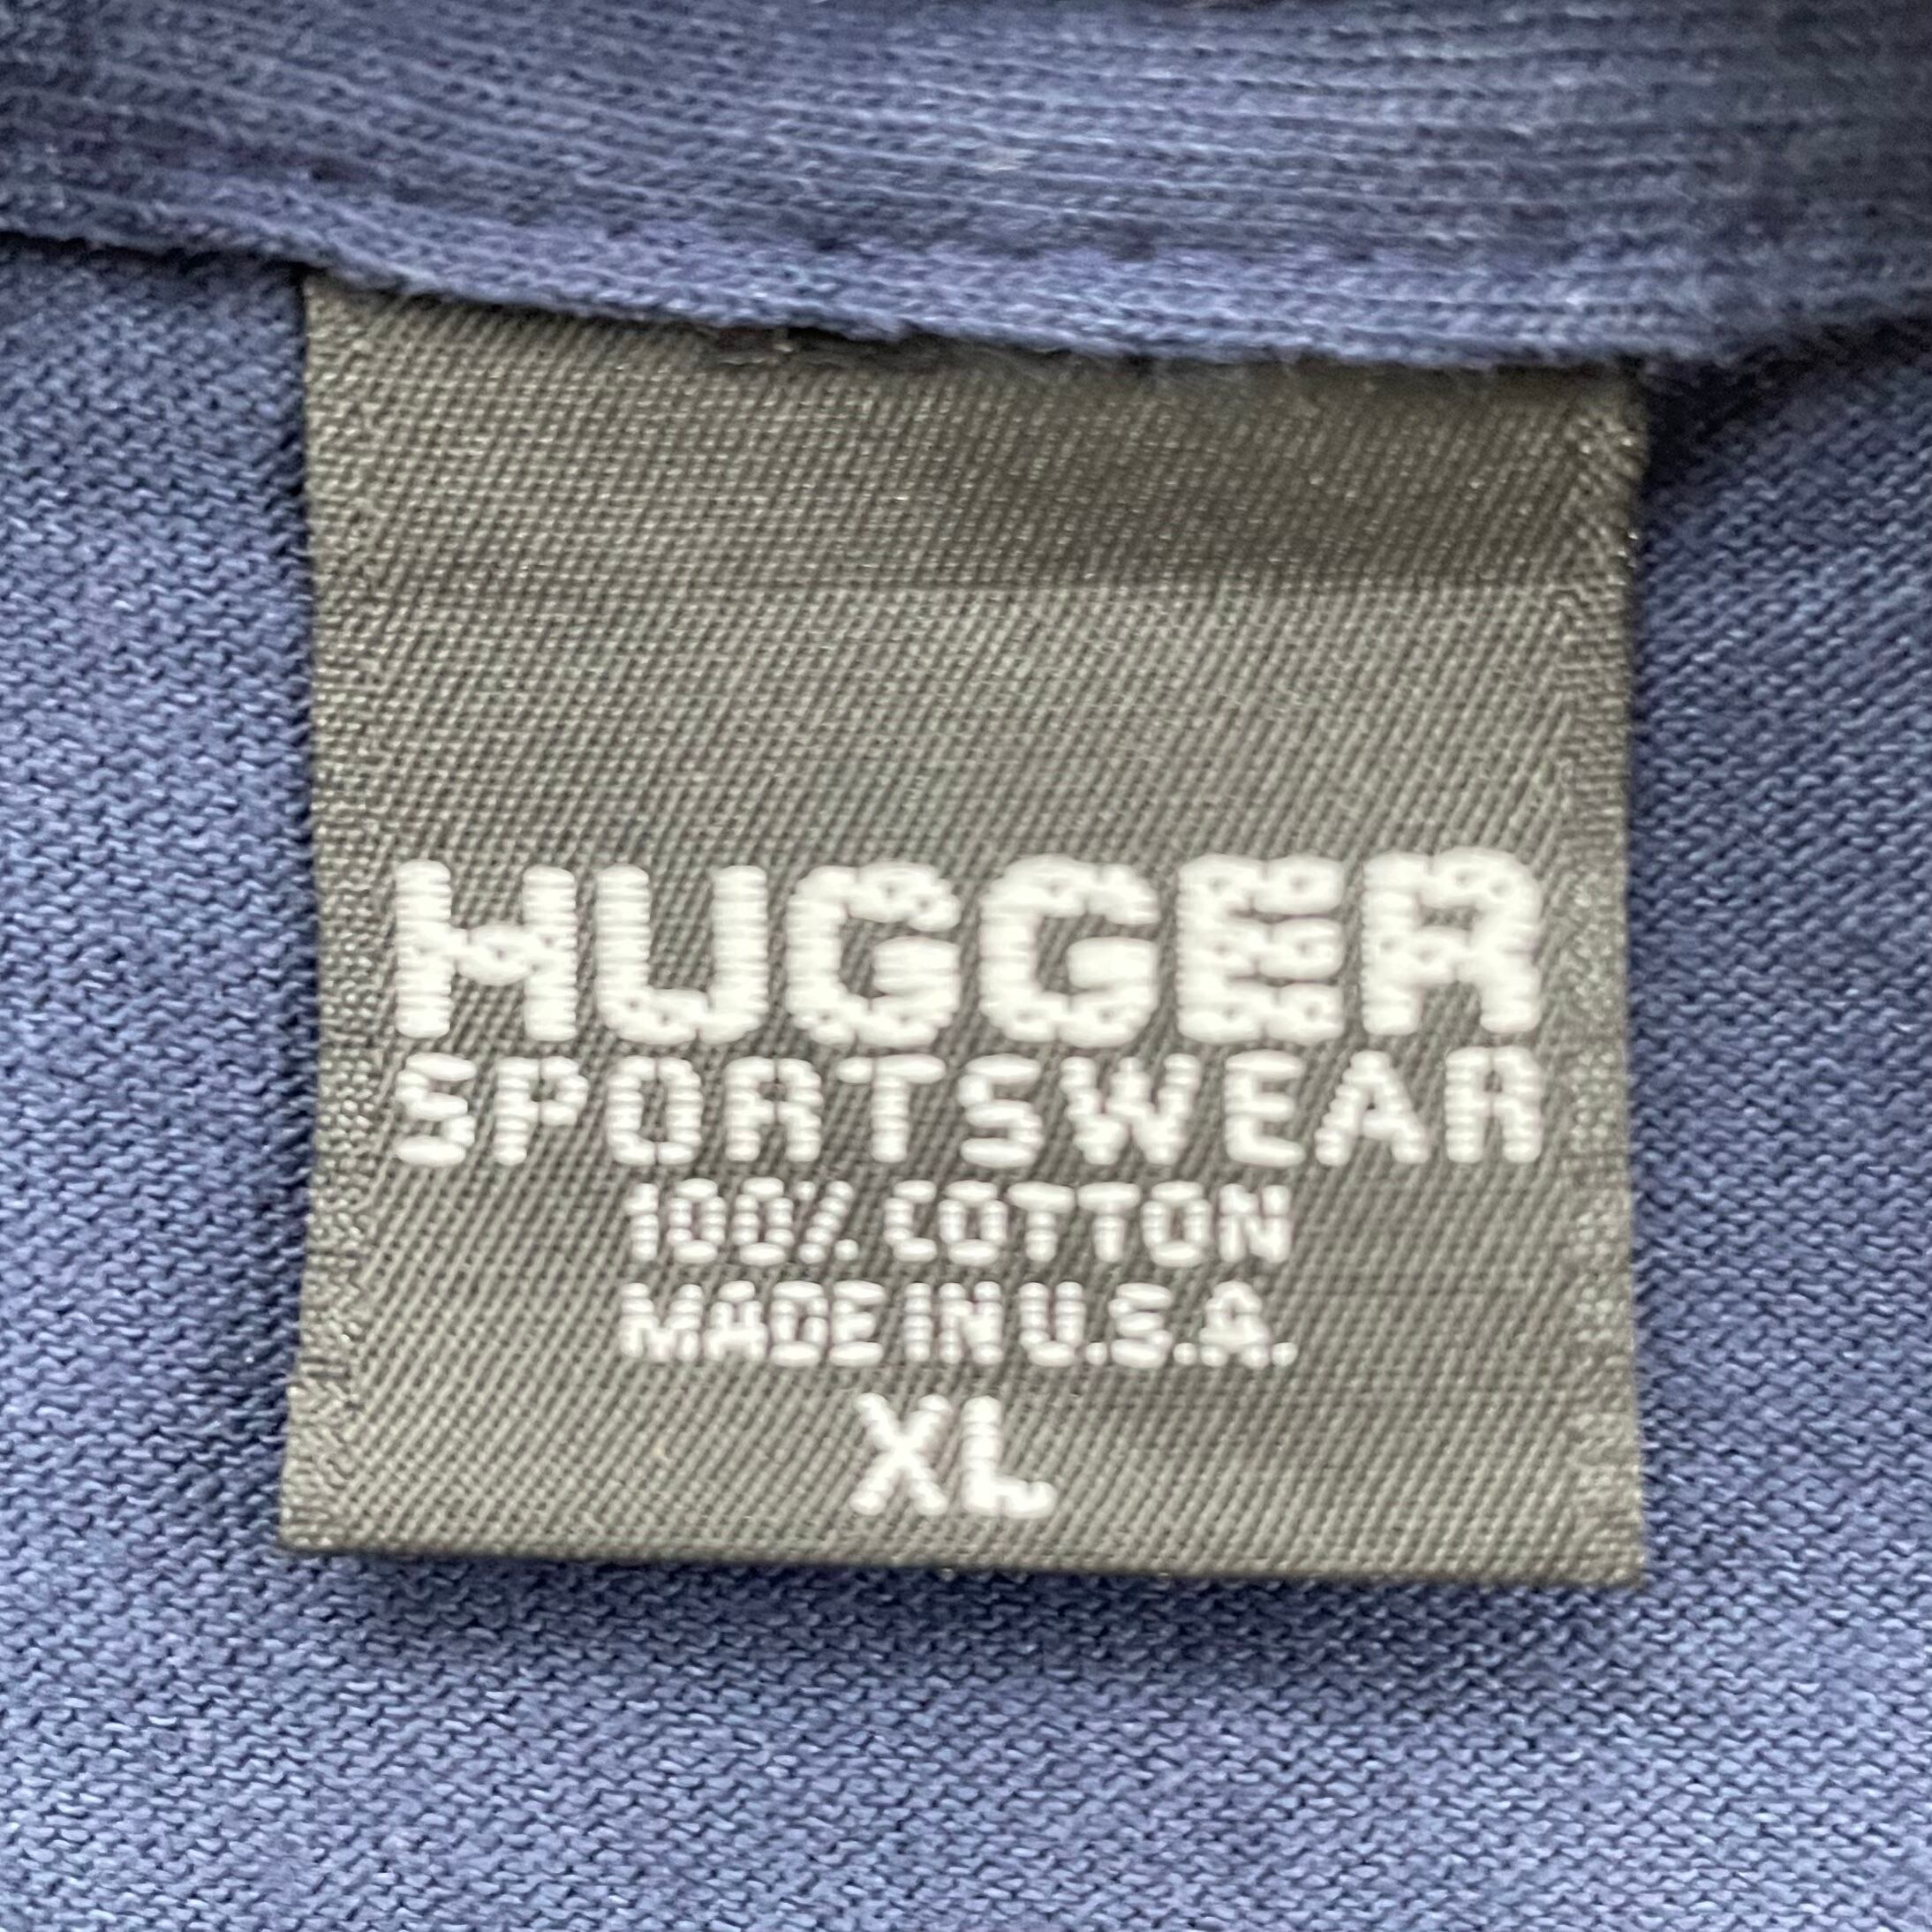 HUGGER
SPORTSWEAR
100% COTTON
MADE IN U.S.A.
XL